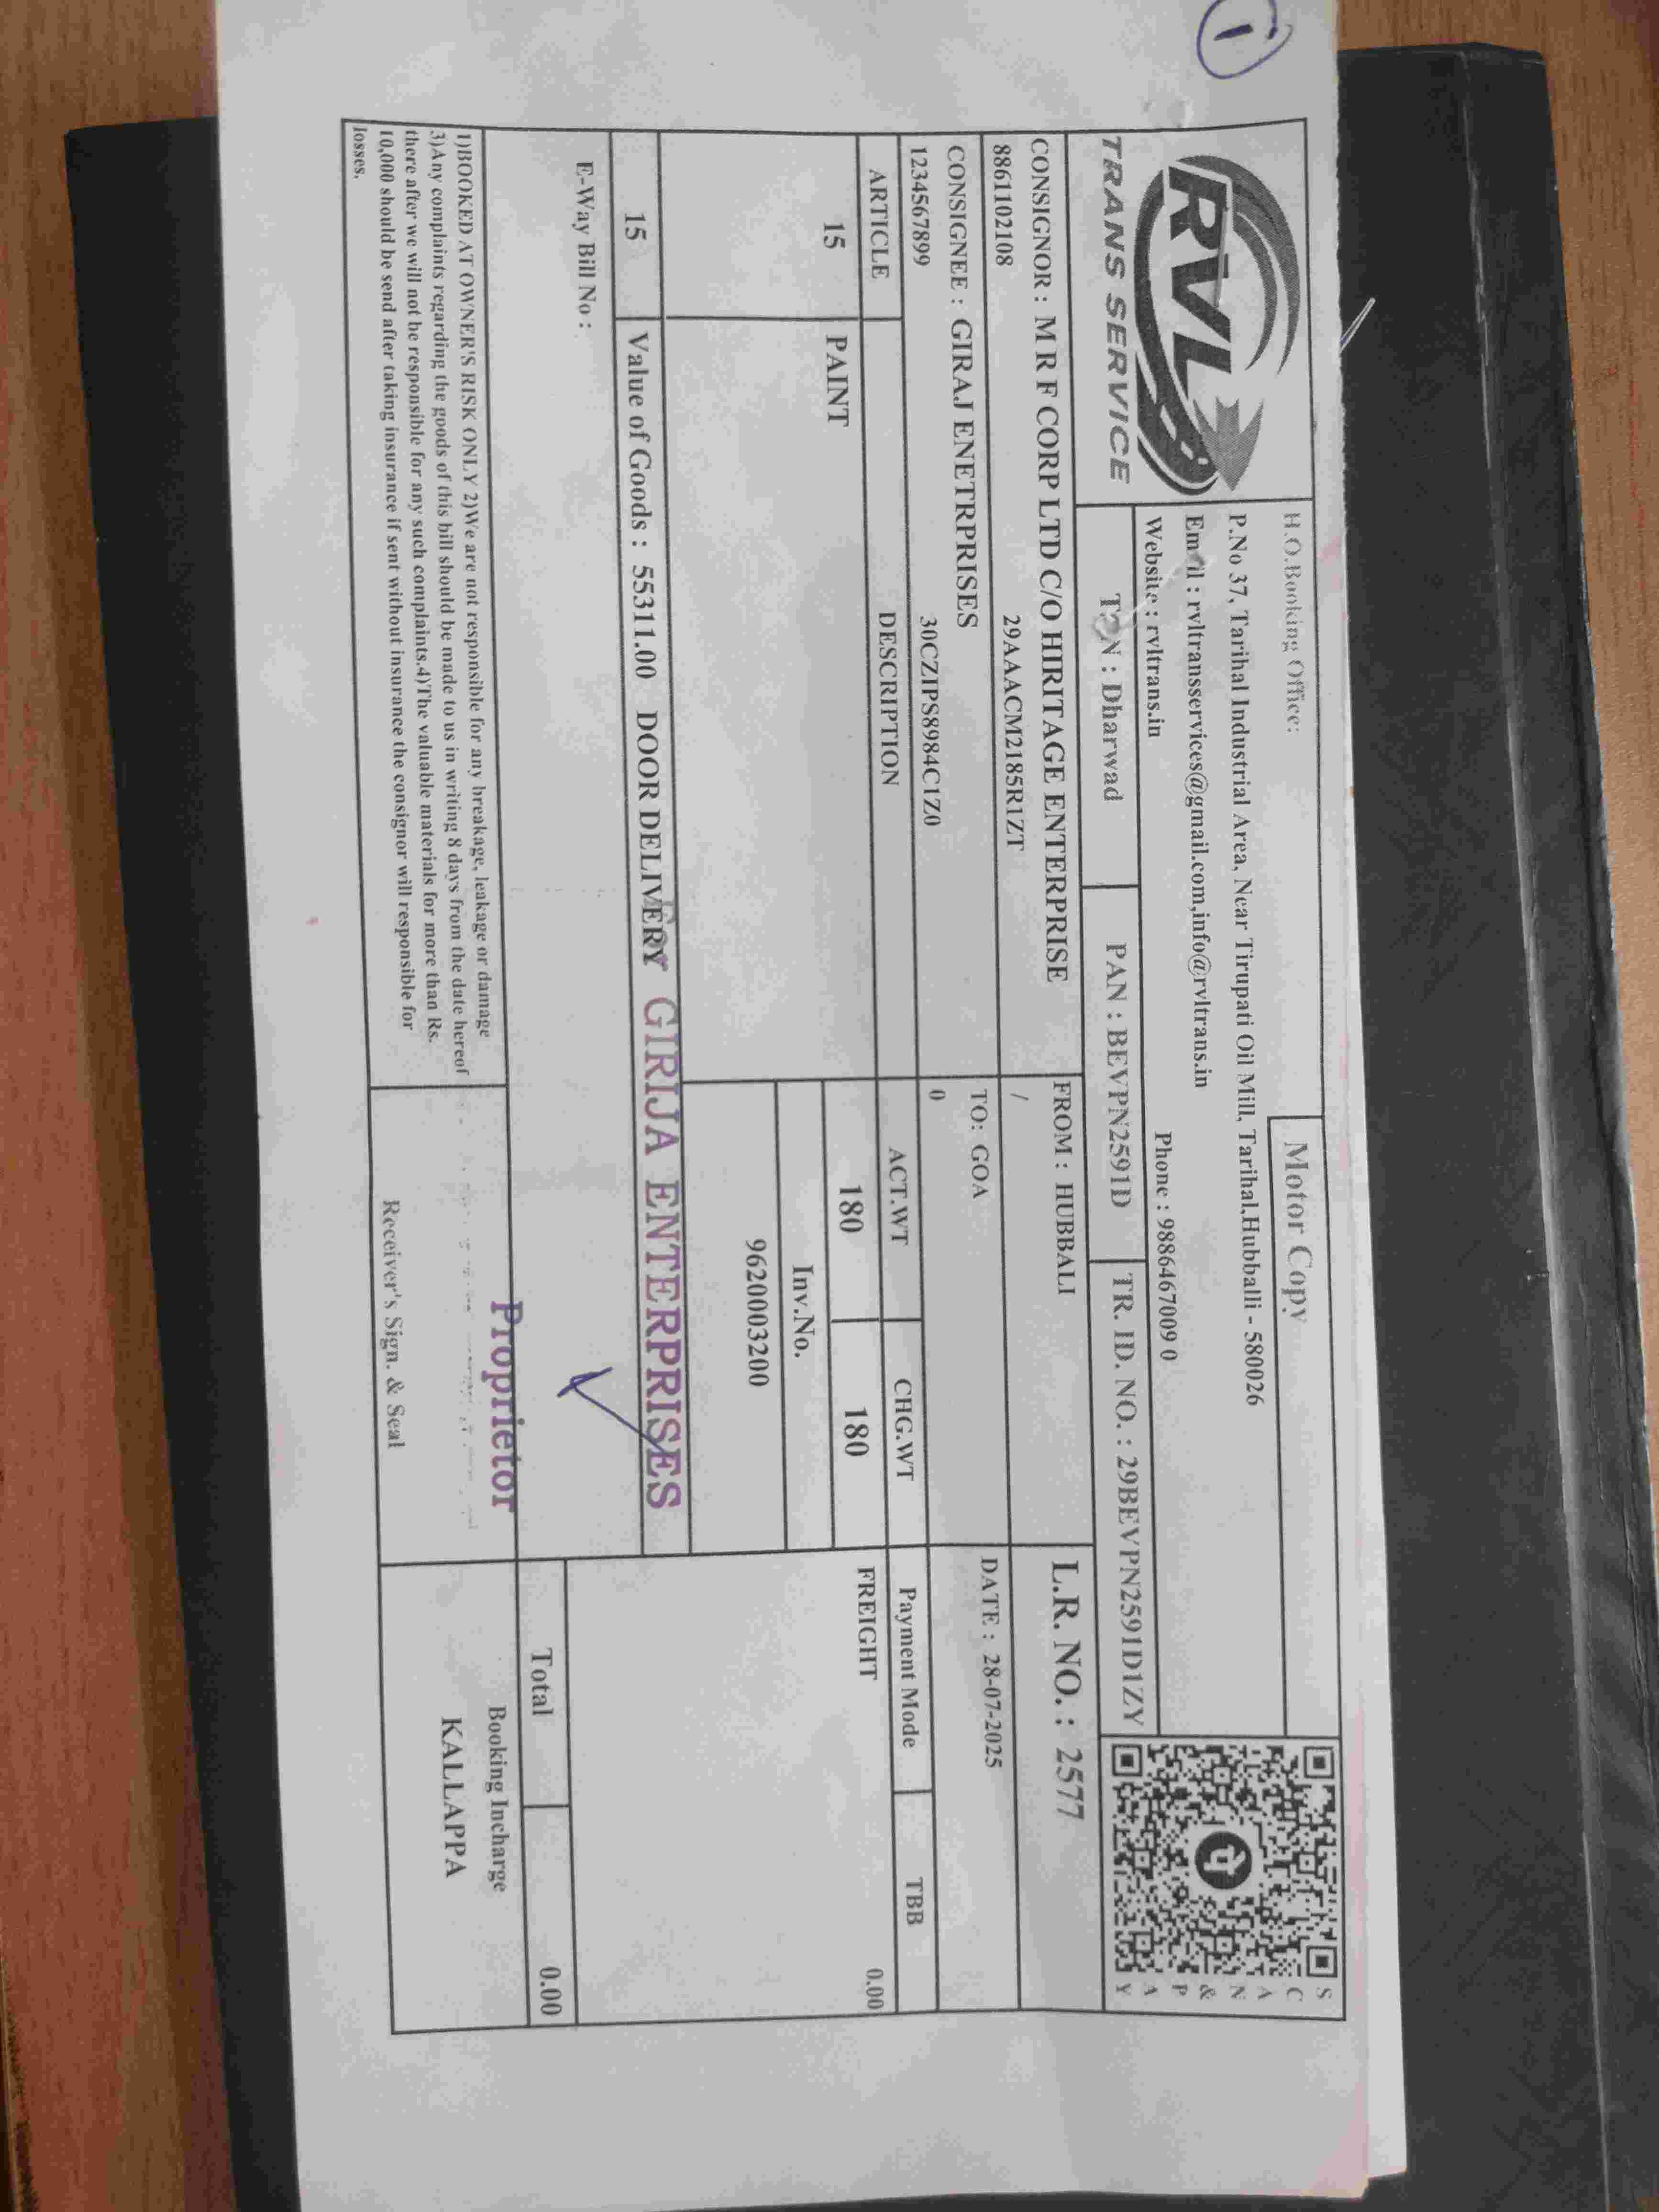 1
RVL
TRANS SERVICE
H.O.Booking Office:
Motor Copy
P.No 37, Tarihal Industrial Area, Near Tirupati Oil Mill, Tarihal,Hubballi - 580026
Email : rvltransservices@gmail.com,info@rvltrans.in
Website : rvltrans.in
Phone : 9886467009 0
: Dharwad
PAN : BEVPN2591D
TR. ID. NO. : 29BEVPN2591D1ZY
SCAN & PAY
CONSIGNOR : M R F CORP LTD C/O HIRITAGE ENTERPRISE
FROM : HUBBALI
L.R. NO. : 2577
8861102108
29AAACM2185R1ZT
/
CONSIGNEE : GIRAJ ENETRPRISES
TO: GOA
DATE : 28-07-2025
1234567899
30CZIPS8984C1Z0
0
ARTICLE
DESCRIPTION
ACT.WT
CHG.WT
Payment Mode
TBB
15
PAINT
180
180
FREIGHT
0.00
Inv.No.
9620003200
15
Value of Goods : 55311.00 DOOR DELIVERY
For GIRIJA ENTERPRISES
E-Way Bill No :
Total
0.00
Proprietor
1)BOOKED AT OWNER'S RISK ONLY 2)We are not responsible for any breakage, leakage or damage
3)Any complaints regarding the goods of this bill should be made to us in writing 8 days from the date hereof
there after we will not be responsible for any such complaints.4)The valuable materials for more than Rs.
10,000 should be send after taking insurance if sent without insurance the consignor will responsible for
losses.
Receiver's Sign. & Seal
Booking Incharge
KALLAPPA